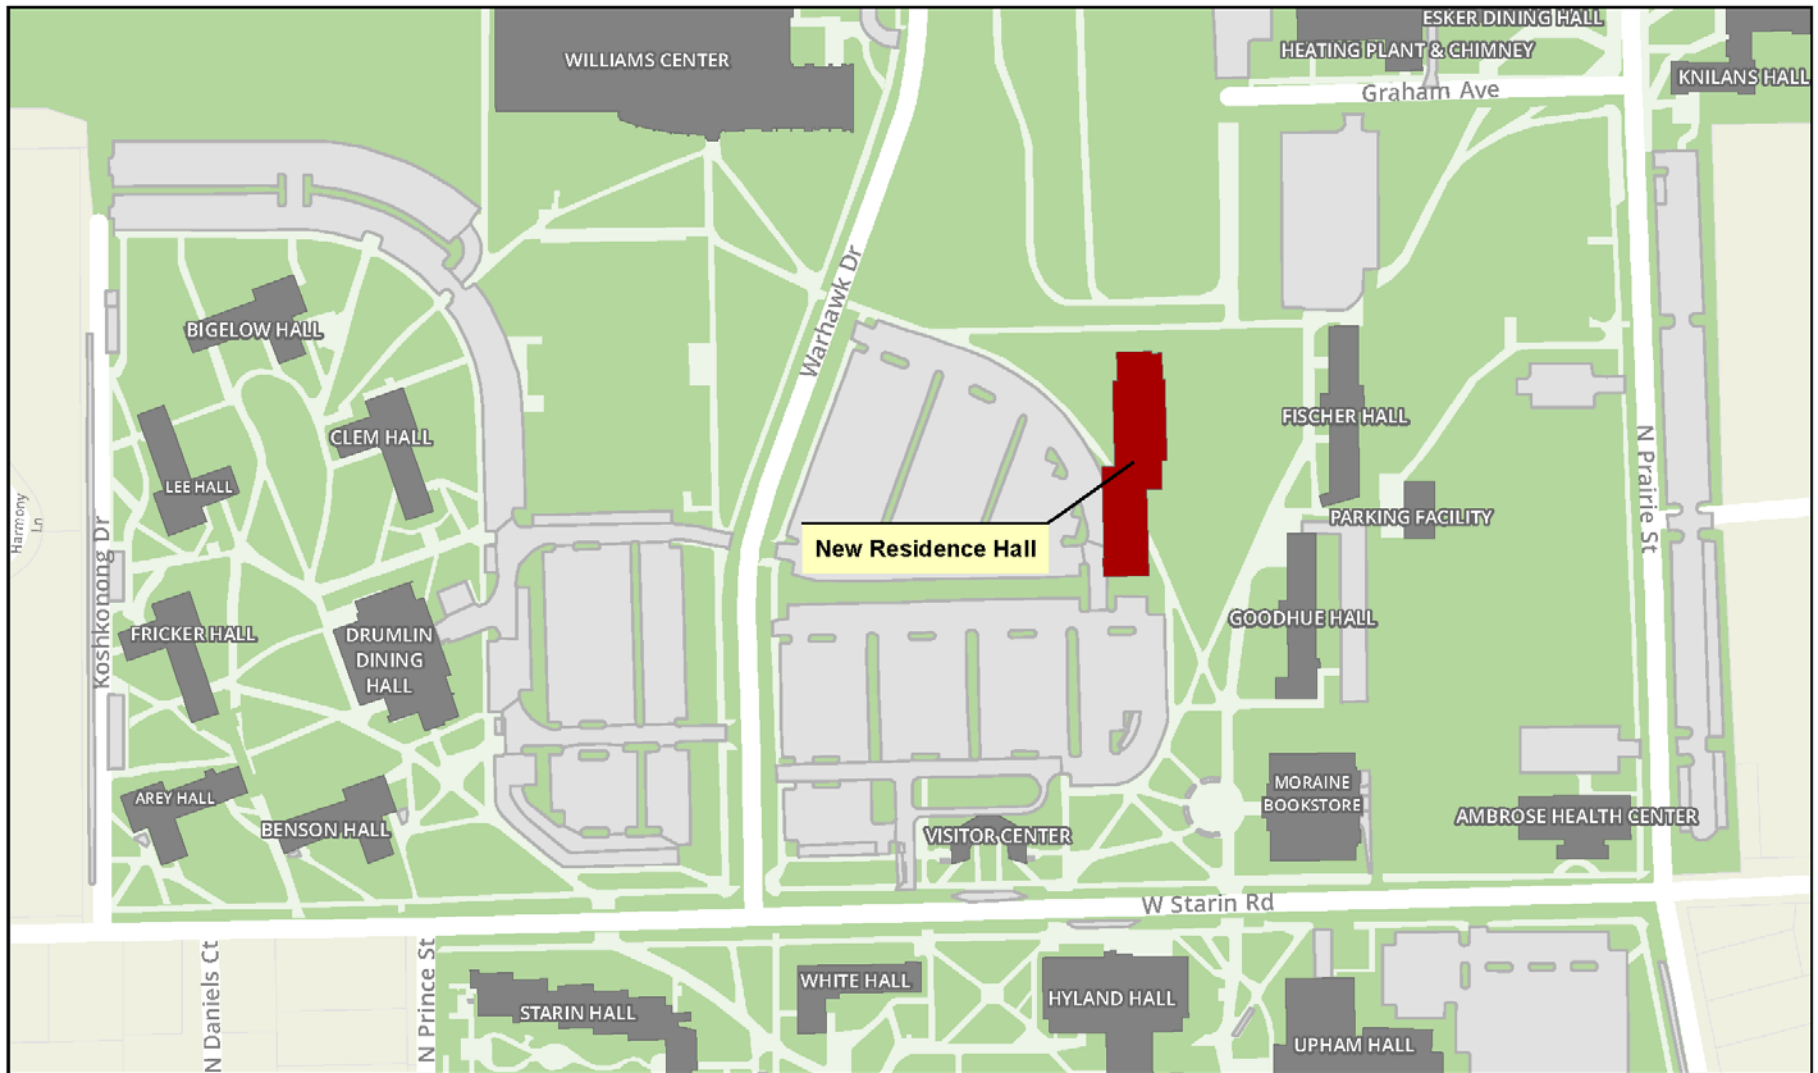 ESKER DINING HALL
HEATING PLANT & CHIMNEY
WILLIAMS CENTER
KNILANS HALL
Graham Ave
Warhawk Dr
BIGELOW HALL
FISCHER HALL
CLEM HALL
N Prairie St
LEE HALL
Harmony
Ln
PARKING FACILITY
New Residence Hall
Koshkonong Dr
GOODHUE HALL
FRICKER HALL
DRUMLIN
DINING
HALL
MORAINE
BOOKSTORE
AREY HALL
AMBROSE HEALTH CENTER
BENSON HALL
VISITOR CENTER
W Starin Rd
N Daniels Ct
N Prince St
WHITE HALL
HYLAND HALL
STARIN HALL
UPHAM HALL